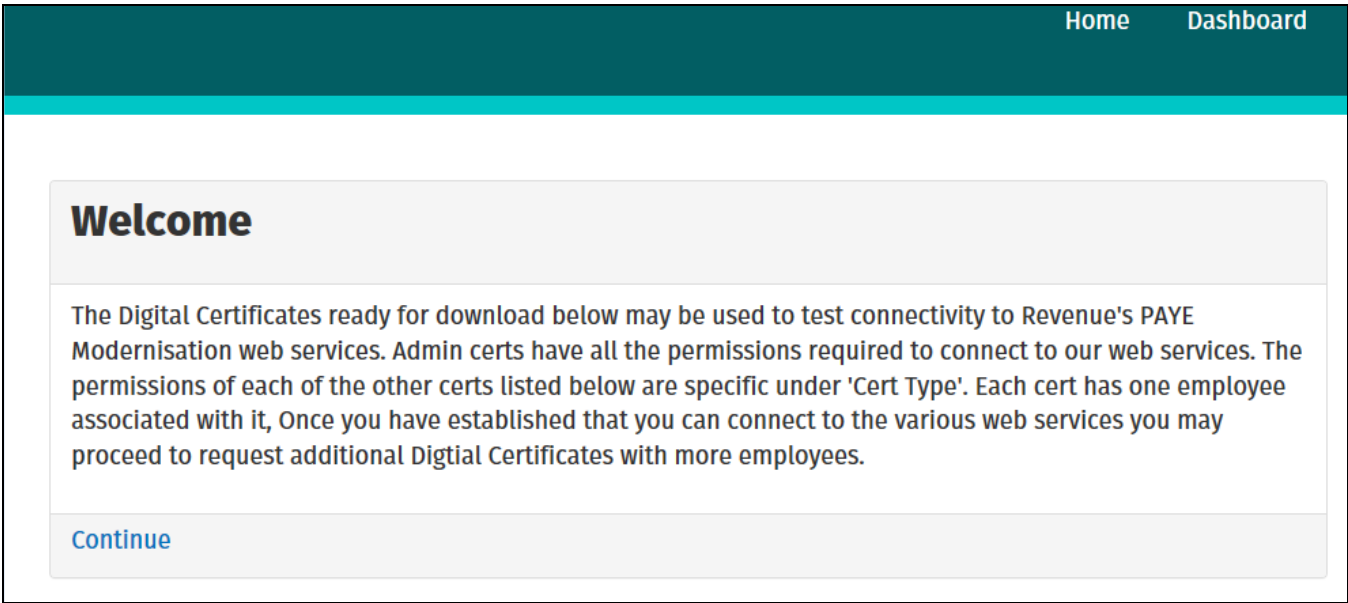 Home Dashboard
Welcome
The Digital Certificates ready for download below may be used to test connectivity to Revenue's PAYE
Modernisation web services. Admin certs have all the permissions required to connect to our web services. The
permissions of each of the other certs listed below are specific under 'Cert Type'. Each cert has one employee
associated with it, Once you have established that you can connect to the various web services you may
proceed to request additional Digtial Certificates with more employees.
Continue